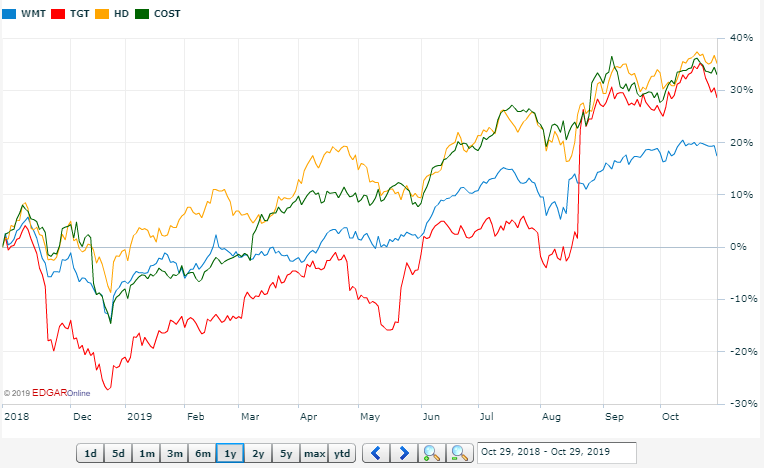 WMT TGT HD COST
40%
30%
20%
10%
0%
-10%
-20%
-30%
© 2019 EDGAROnline
2018 Dec 2019 Feb Mar Apr May Jun Jul Aug Sep Oct
1d 5d 1m 3m 6m 1y 2y 5y max ytd Oct 29, 2018 - Oct 29, 2019